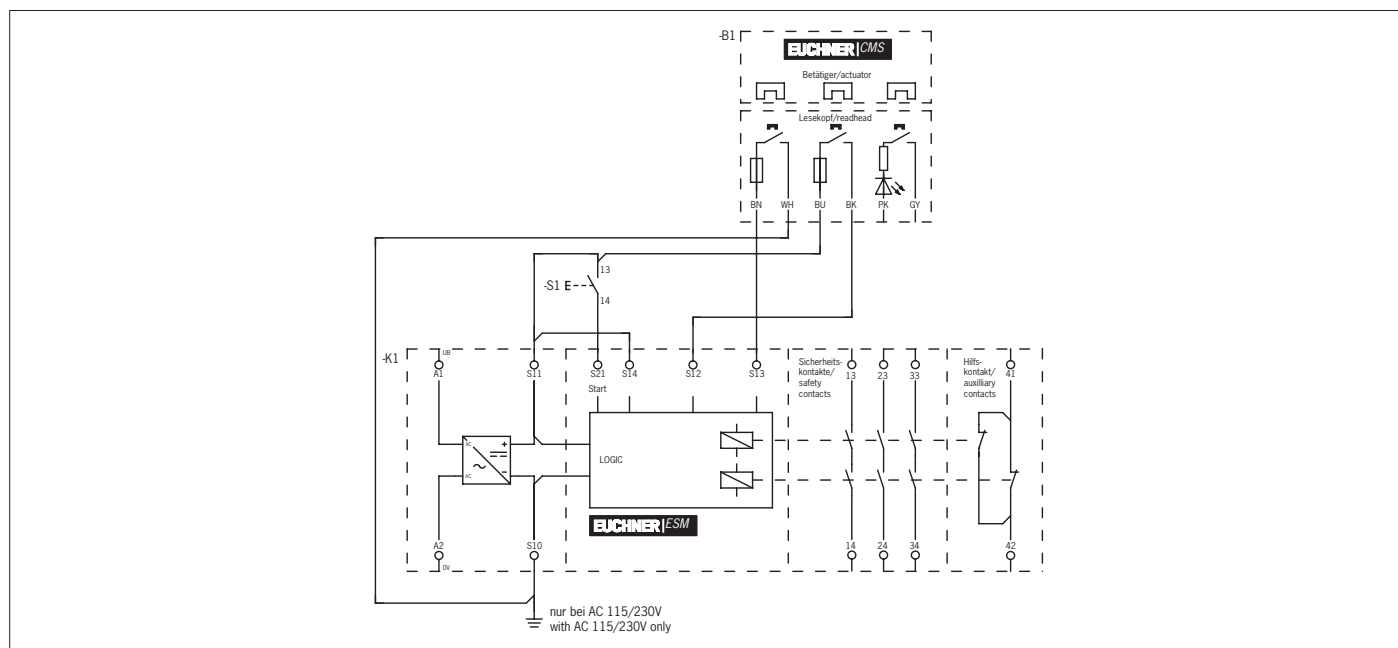 -B1
EUCHNER CMS
Betätiger/actuator
Lesekopf/readhead
BN WH BU BK PK GY
13
-S1
14
-K1
UB
A1 S11 S21 S14 S12 S13
Start
Sicherheits-
kontakte/
safety
contacts
13 23 33
Hilfs-
kontakt/
auxilliary
contacts
41
AC
+
AC
-
LOGIC
EUCHNER ESM
A2 S10 14 24 34 42
0V
nur bei AC 115/230V
with AC 115/230V only